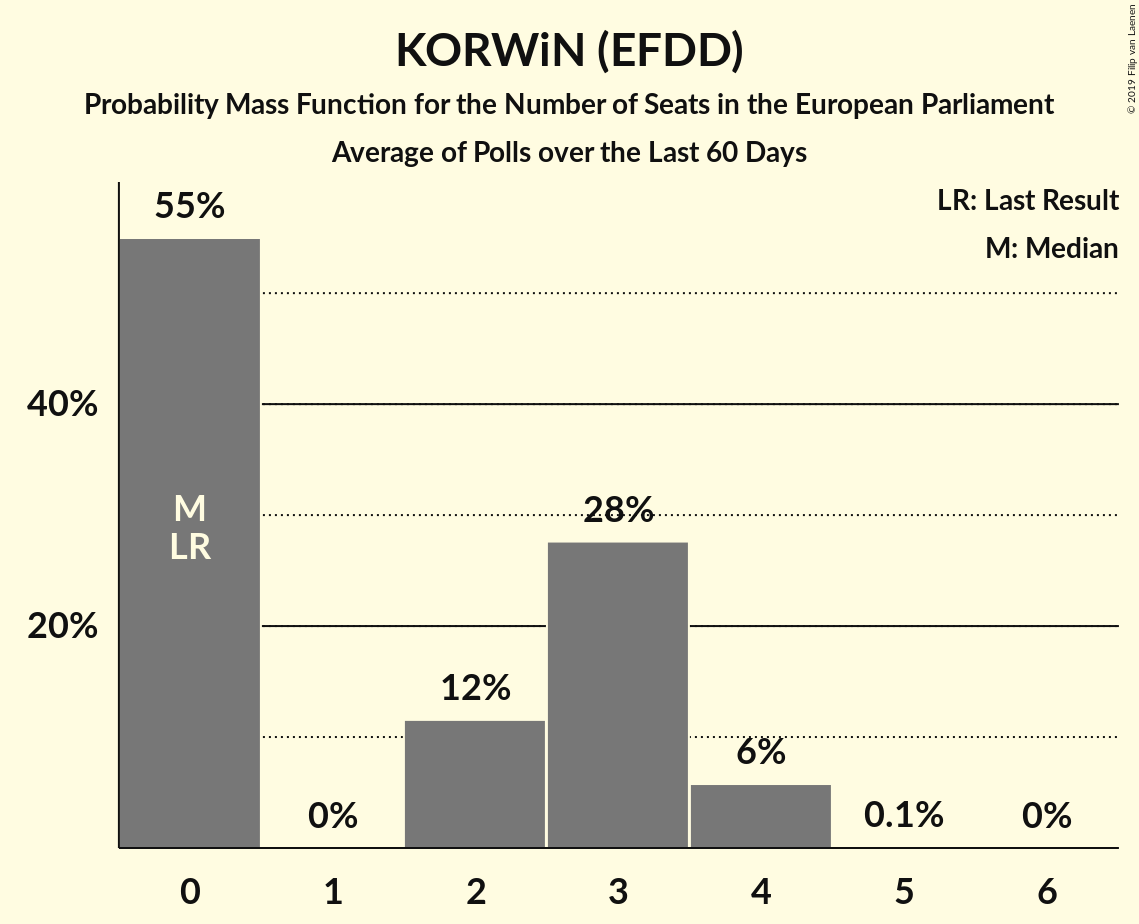 KORWiN (EFDD)
Probability Mass Function for the Number of Seats in the European Parliament
Average of Polls over the Last 60 Days
© 2019 Filip van Laenen
LR: Last Result
M: Median
55%
40%
20%
M
LR
0%
12%
28%
6%
0.1%
0%
0 1 2 3 4 5 6